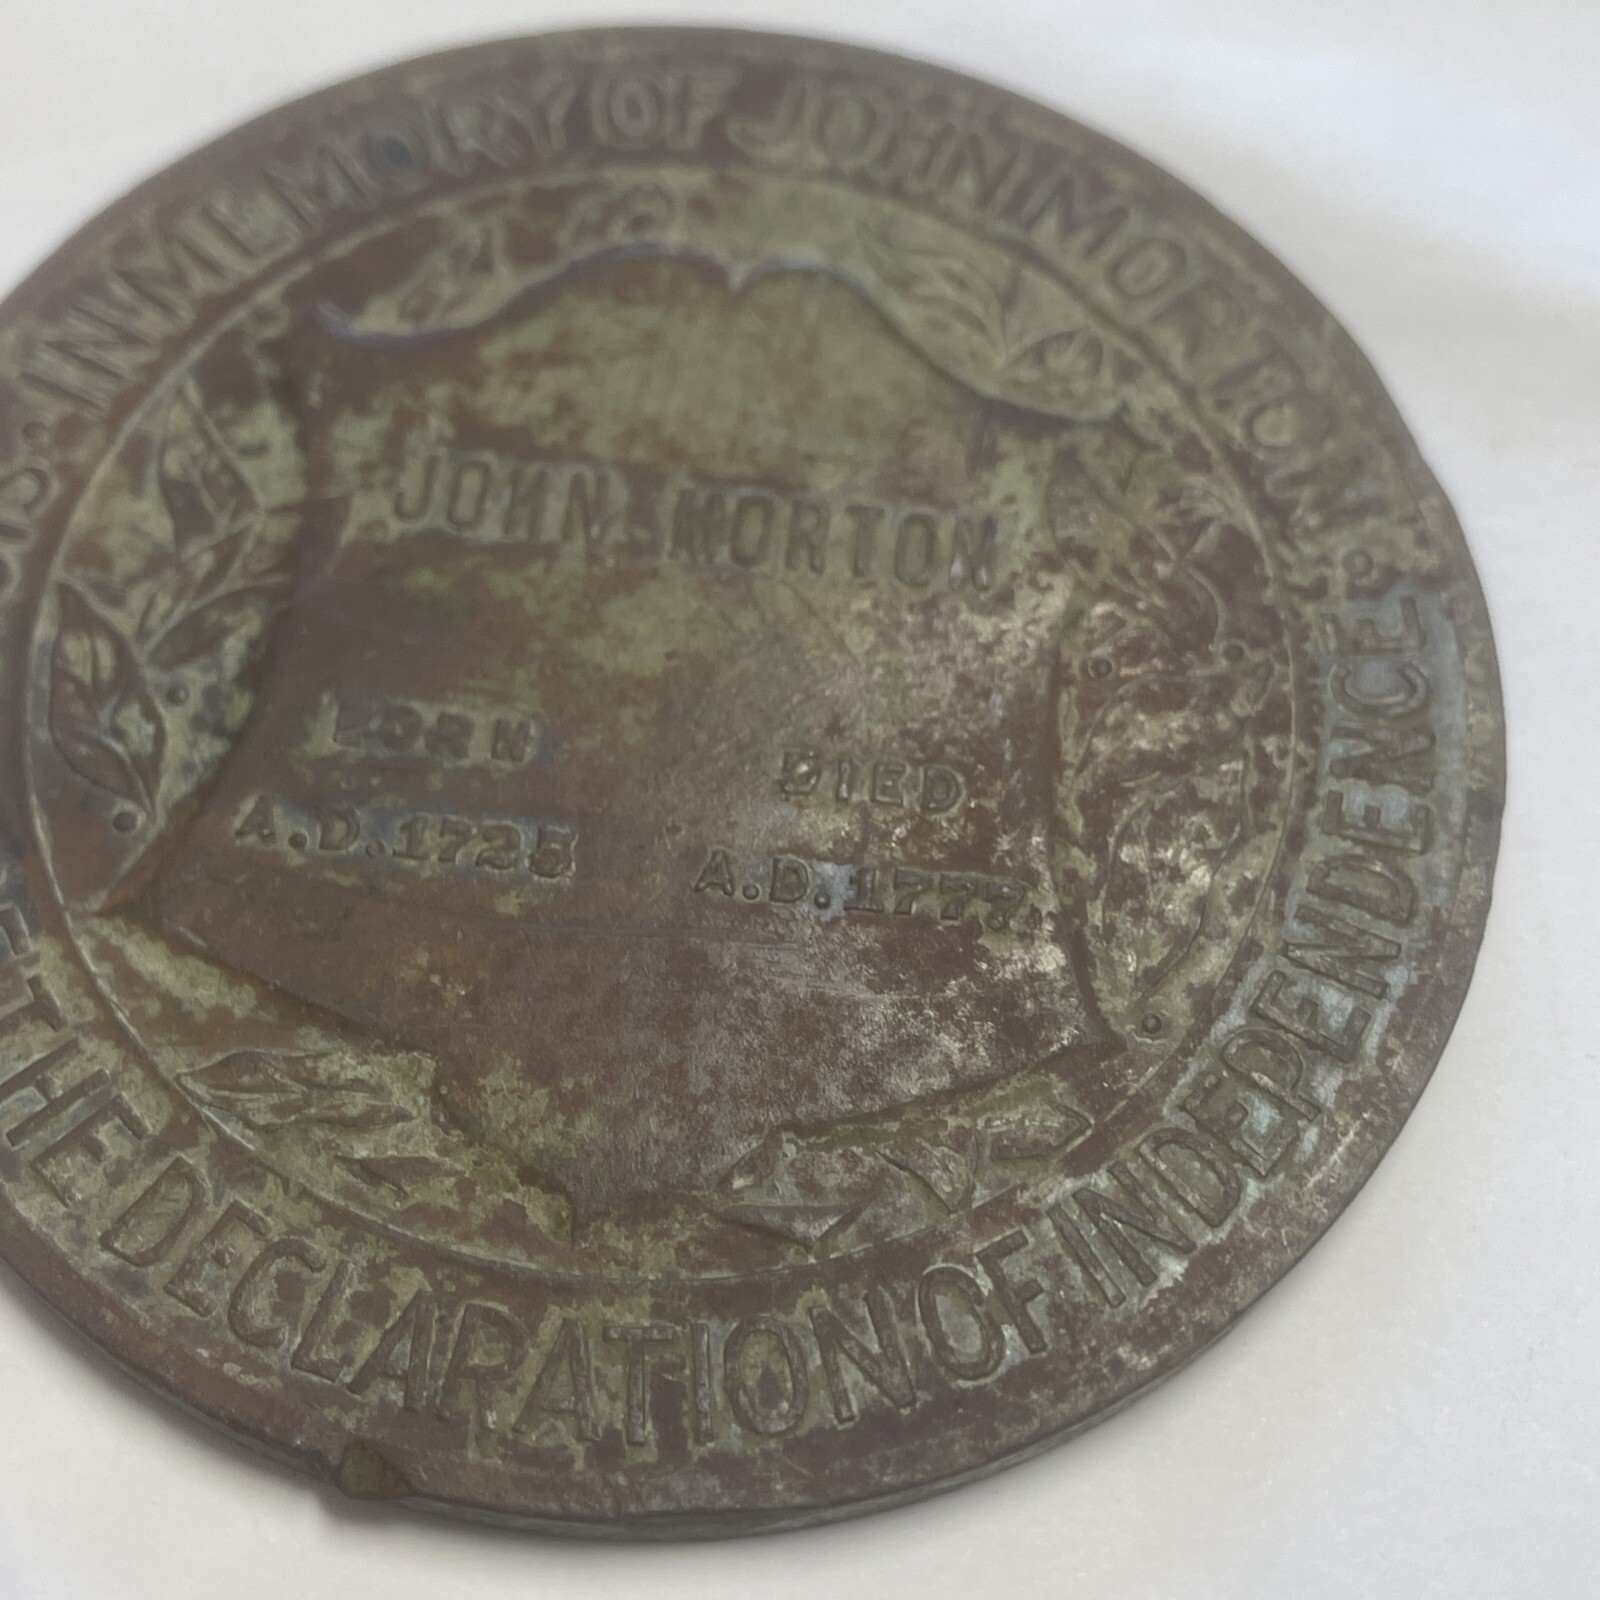 IN MEMORY OF JOHN MORTON.
JOHN MORTON
BORN
A.D. 1725
DIED
A.D. 1777
THE DECLARATION OF INDEPENDENCE.